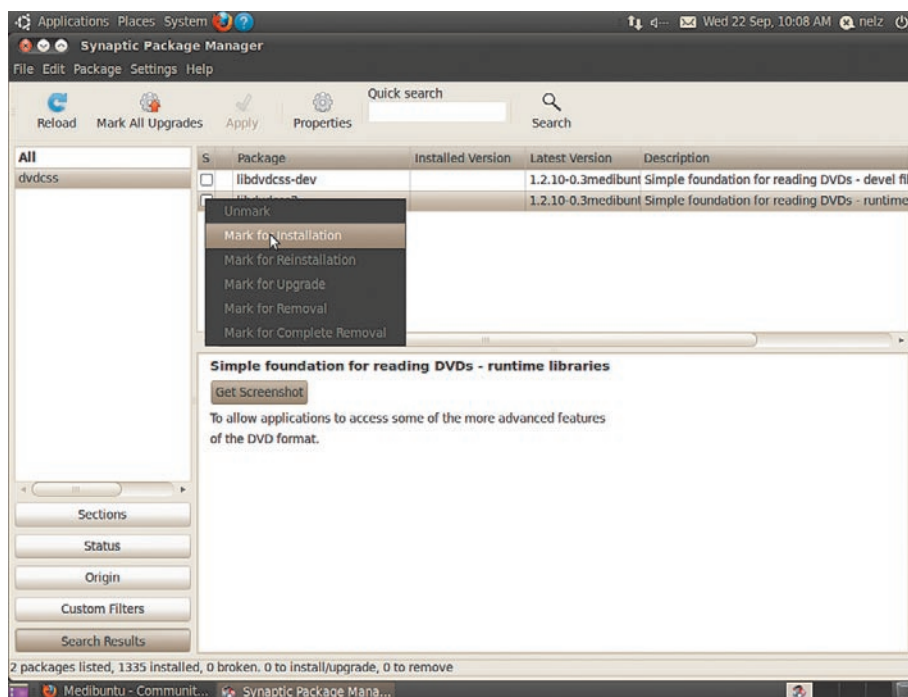 Applications Places System
Wed 22 Sep, 10:08 AM nelz
Synaptic Package Manager
File Edit Package Settings Help
Reload Mark All Upgrades Apply Properties Quick search Search
All
dvdcss
S Package Installed Version Latest Version Description
libdvdcss-dev 1.2.10-0.3medibunt Simple foundation for reading DVDs - devel fil
1.2.10-0.3medibunt Simple foundation for reading DVDs - runtime
Unmark
Mark for Installation
Mark for Reinstallation
Mark for Upgrade
Mark for Removal
Mark for Complete Removal
Simple foundation for reading DVDs - runtime libraries
Get Screenshot
To allow applications to access some of the more advanced features
of the DVD format.
Sections
Status
Origin
Custom Filters
Search Results
2 packages listed, 1335 installed, 0 broken. 0 to install/upgrade, 0 to remove
Medibuntu - Communit... Synaptic Package Mana...